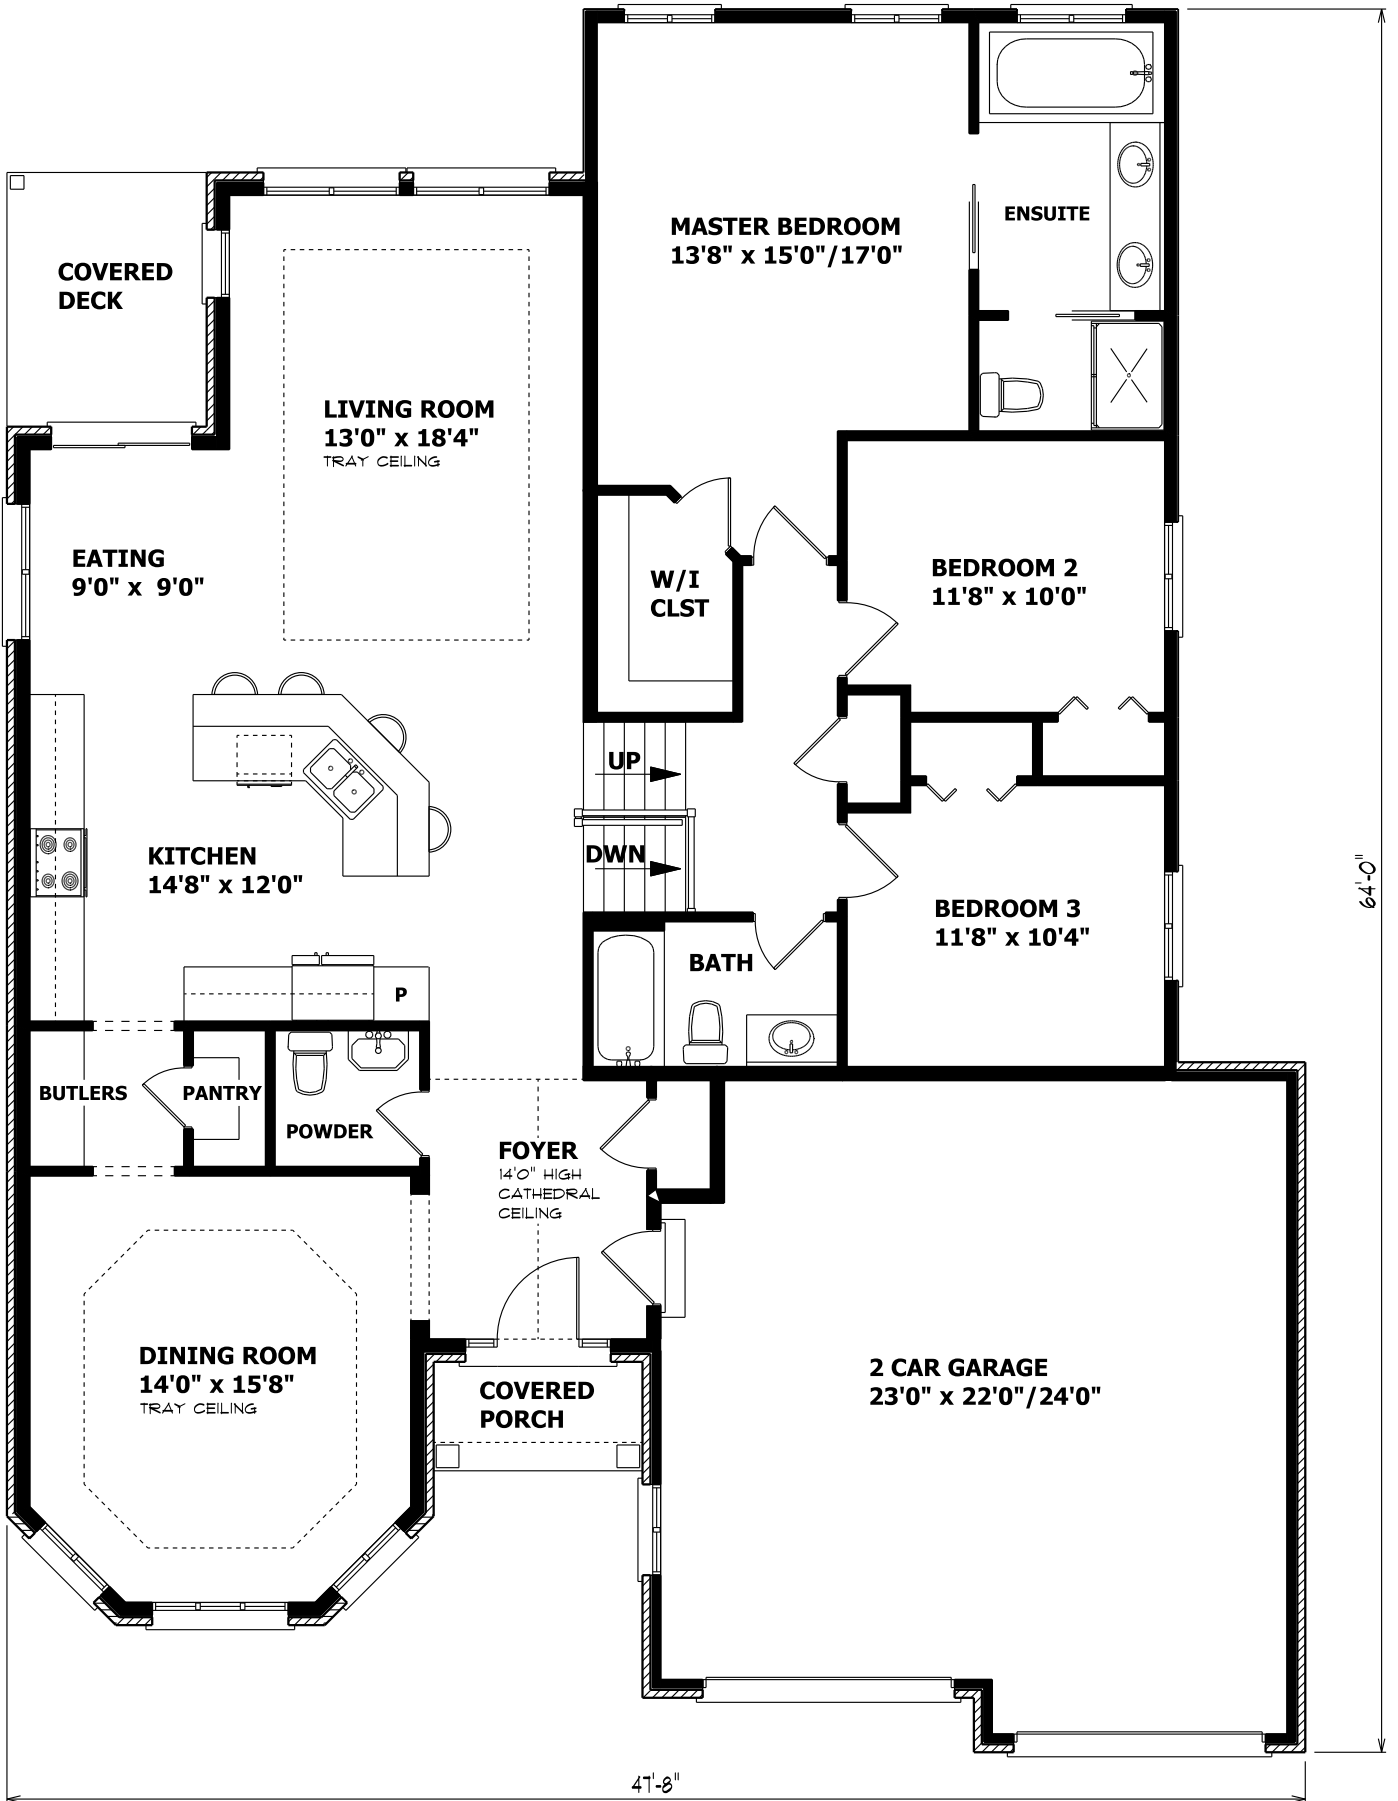 MASTER BEDROOM
13'8" x 15'0"/17'0"
ENSUITE
COVERED
DECK
LIVING ROOM
13'0" x 18'4"
TRAY CEILING
EATING
9'0" x 9'0"
W/I
CLST
BEDROOM 2
11'8" x 10'0"
UP
DWN
KITCHEN
14'8" x 12'0"
BEDROOM 3
11'8" x 10'4"
64'-0"
BATH
P
BUTLERS
PANTRY
POWDER
FOYER
14'0" HIGH
CATHEDRAL
CEILING
DINING ROOM
14'0" x 15'8"
TRAY CEILING
COVERED
PORCH
2 CAR GARAGE
23'0" x 22'0"/24'0"
47'-8"